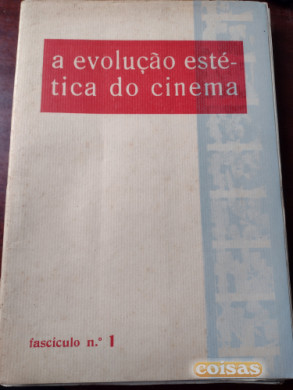 a evolução esté-
tica do cinema
fascículo n.º 1
coisas